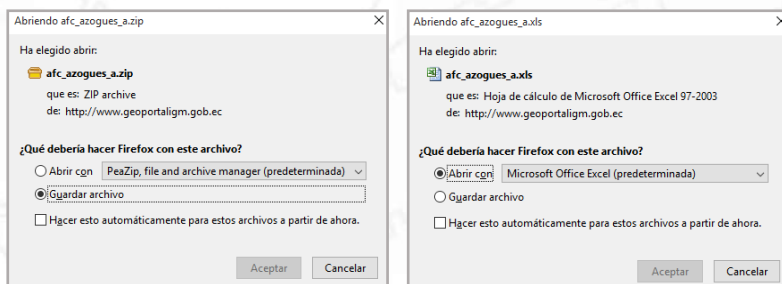 Abriendo afc_azogues_a.zip
Ha elegido abrir:
afc_azogues_a.zip
que es: ZIP archive
de: http://www.geoportaligm.gob.ec
¿Qué debería hacer Firefox con este archivo?
Abrir con PeaZip, file and archive manager (predeterminada)
Guardar archivo
Hacer esto automáticamente para estos archivos a partir de ahora.
Aceptar Cancelar
Abriendo afc_azogues_a.xls
Ha elegido abrir:
afc_azogues_a.xls
que es: Hoja de cálculo de Microsoft Office Excel 97-2003
de: http://www.geoportaligm.gob.ec
¿Qué debería hacer Firefox con este archivo?
Abrir con Microsoft Office Excel (predeterminada)
Guardar archivo
Hacer esto automáticamente para estos archivos a partir de ahora.
Aceptar Cancelar